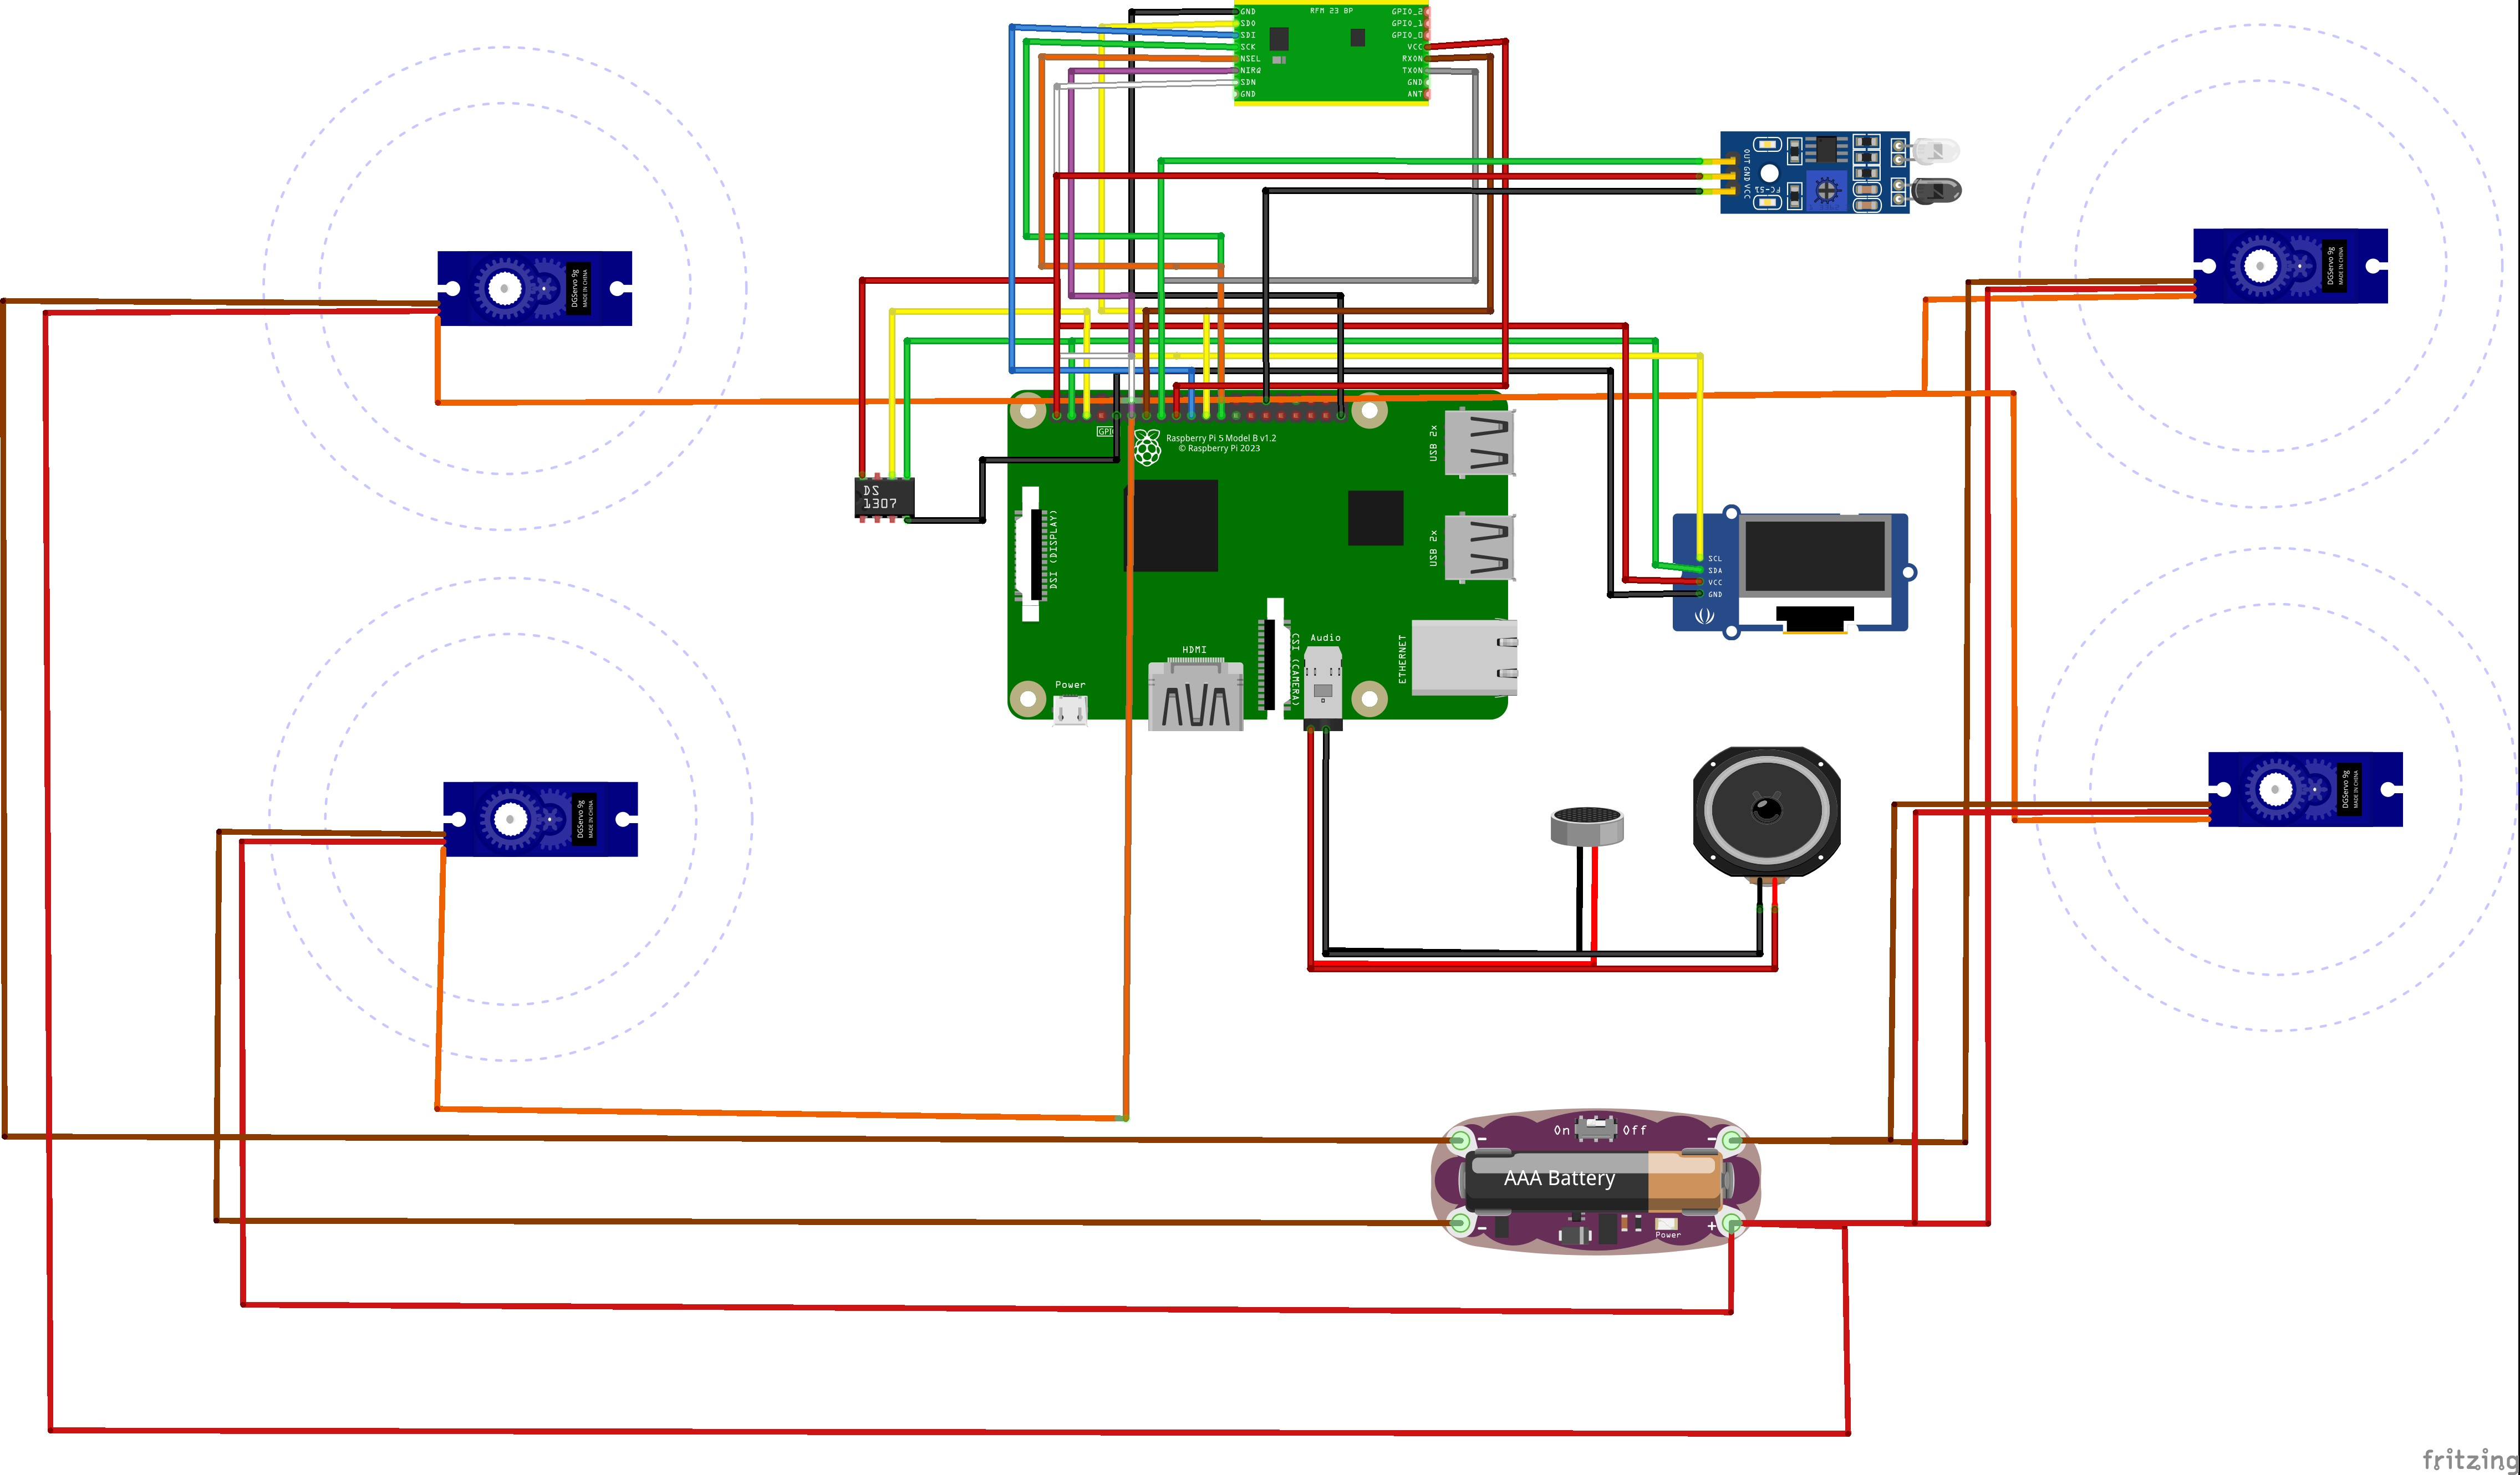 GND
SDO
SDI
SCK
NSEL
NIRQ
SDN
GND
RFM 23 BP
GPIO_2
GPIO_1
GPIO_0
VCC
RXON
TXON
GND
ANT
OUT
GND
VCC
FC-51
DGServo 9g
MADE IN CHINA
DGServo 9g
MADE IN CHINA
GPI
Raspberry Pi 5 Model B v1.2
© Raspberry Pi 2023
USB 5x
DS
1307
DSI (DISPLAY)
USB 5x
SCL
SDA
VCC
GND
HDMI
CSI (CAMERA)
Audio
ETHERNET
Power
DGServo 9g
MADE IN CHINA
DGServo 9g
MADE IN CHINA
On
Off
-
-
AAA Battery
-
+
Power
fritzing